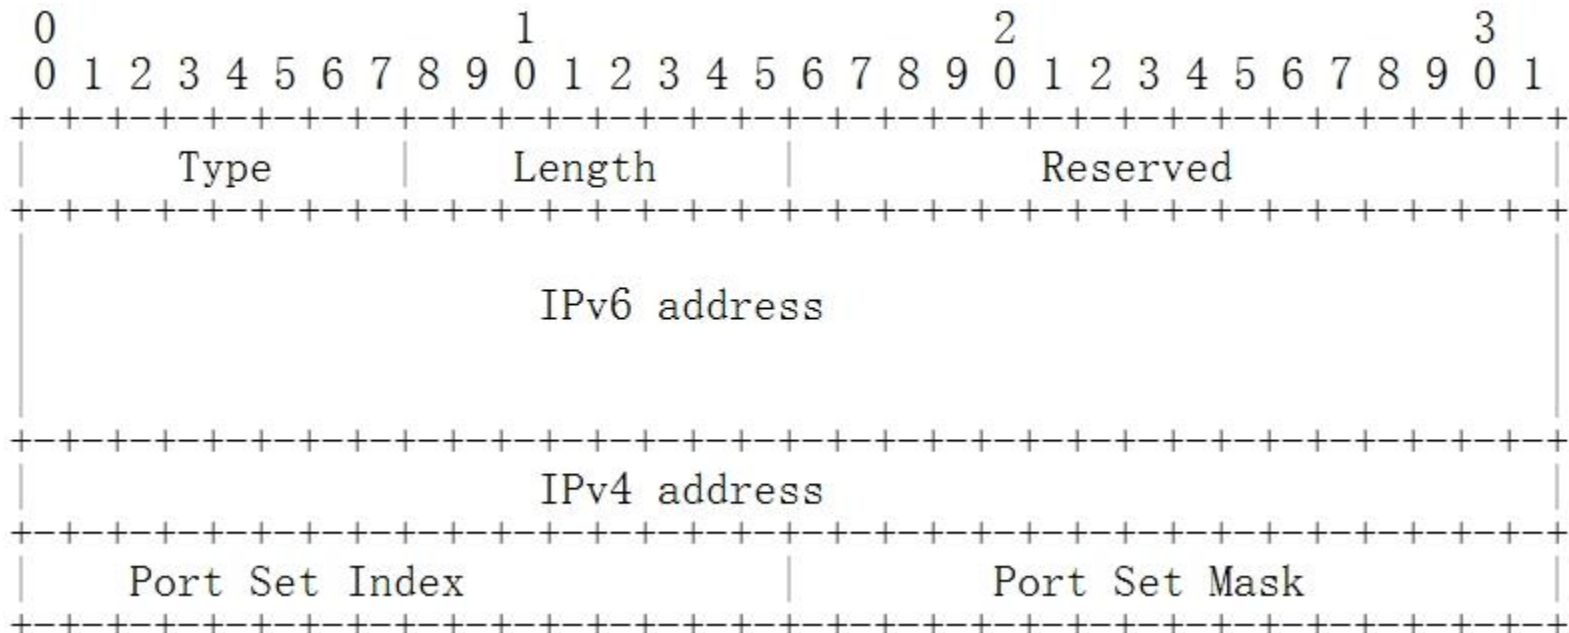 0                   1                   2                   3
0 1 2 3 4 5 6 7 8 9 0 1 2 3 4 5 6 7 8 9 0 1 2 3 4 5 6 7 8 9 0 1
+-+-+-+-+-+-+-+-+-+-+-+-+-+-+-+-+-+-+-+-+-+-+-+-+-+-+-+-+-+-+-+-+
| Type | Length | Reserved |
+-+-+-+-+-+-+-+-+-+-+-+-+-+-+-+-+-+-+-+-+-+-+-+-+-+-+-+-+-+-+-+-+
| IPv6 address |
+-+-+-+-+-+-+-+-+-+-+-+-+-+-+-+-+-+-+-+-+-+-+-+-+-+-+-+-+-+-+-+-+
| IPv4 address |
+-+-+-+-+-+-+-+-+-+-+-+-+-+-+-+-+-+-+-+-+-+-+-+-+-+-+-+-+-+-+-+-+
| Port Set Index | Port Set Mask |
+-+-+-+-+-+-+-+-+-+-+-+-+-+-+-+-+-+-+-+-+-+-+-+-+-+-+-+-+-+-+-+-+